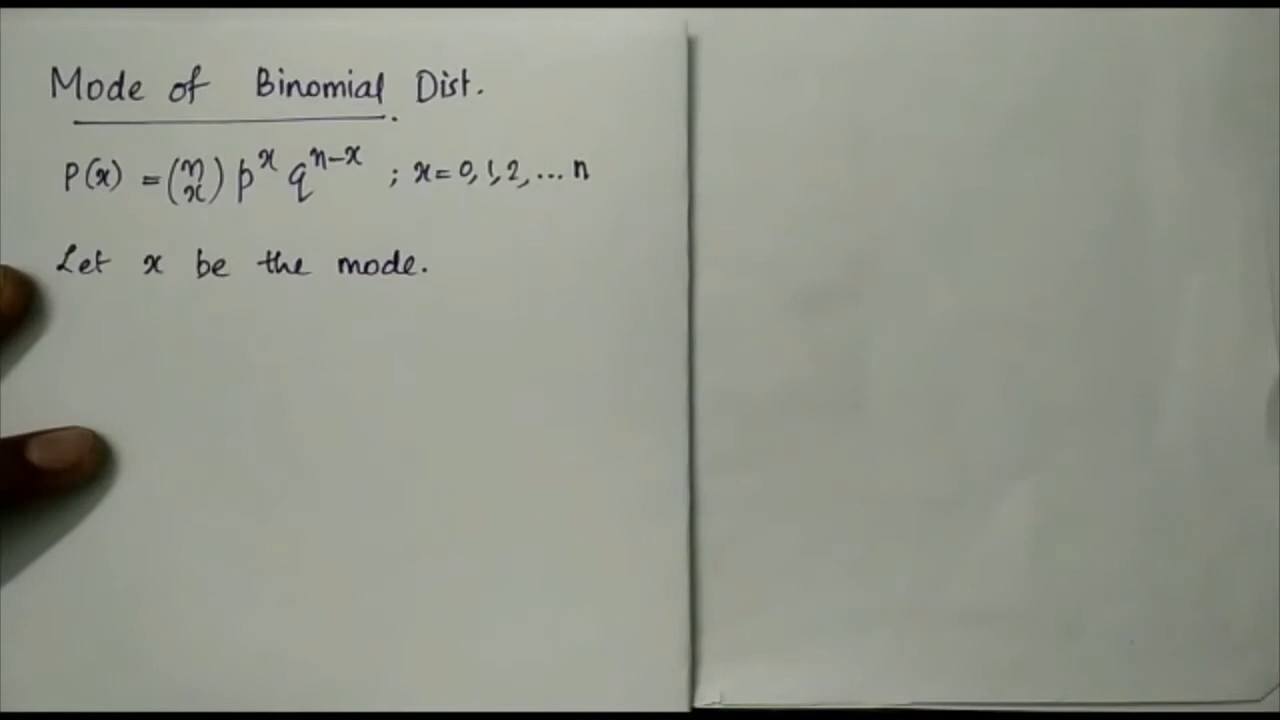 Mode of Binomial Dist.
P(x) = (n x) p^x q^n-x ; x = 0, 1, 2, ... n
Let x be the mode.